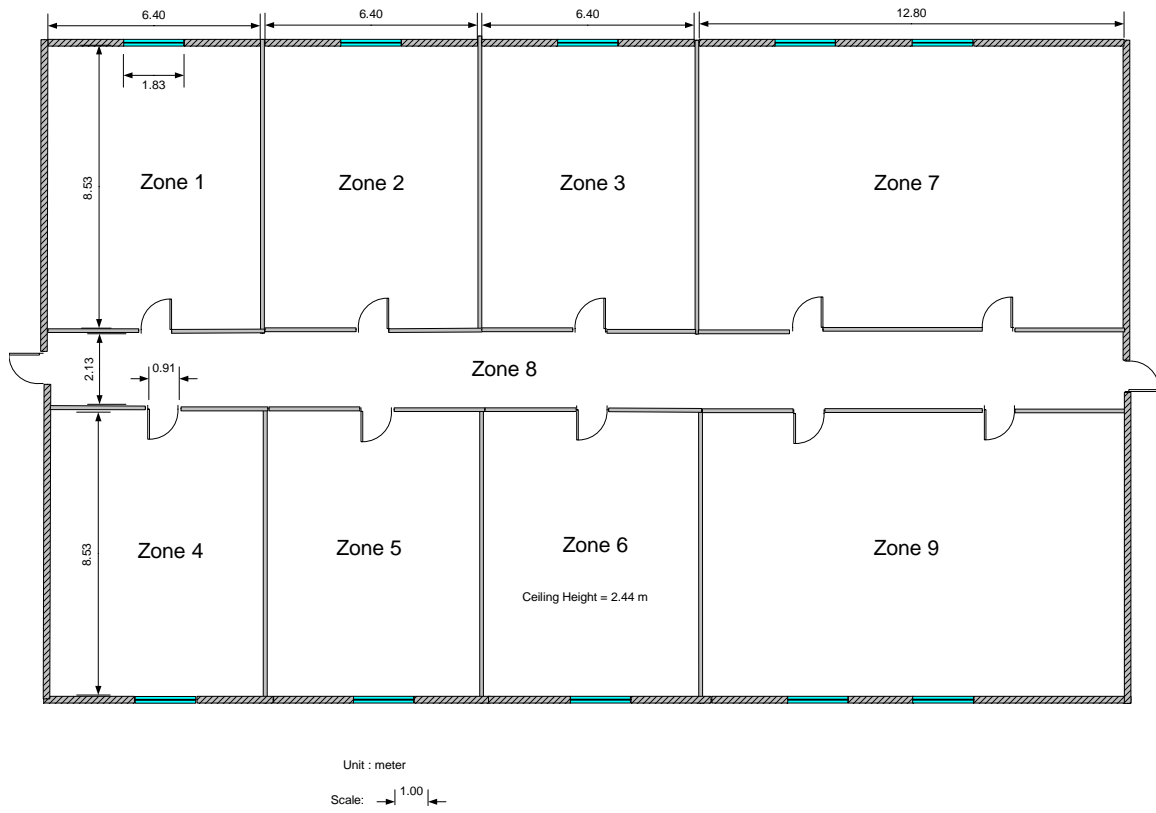 6.40
6.40
6.40
12.80
1.83
8.53
Zone 1
Zone 2
Zone 3
Zone 7
2.13
0.91
Zone 8
8.53
Zone 4
Zone 5
Zone 6
Zone 9
Ceiling Height = 2.44 m
Unit : meter
Scale: 1.00